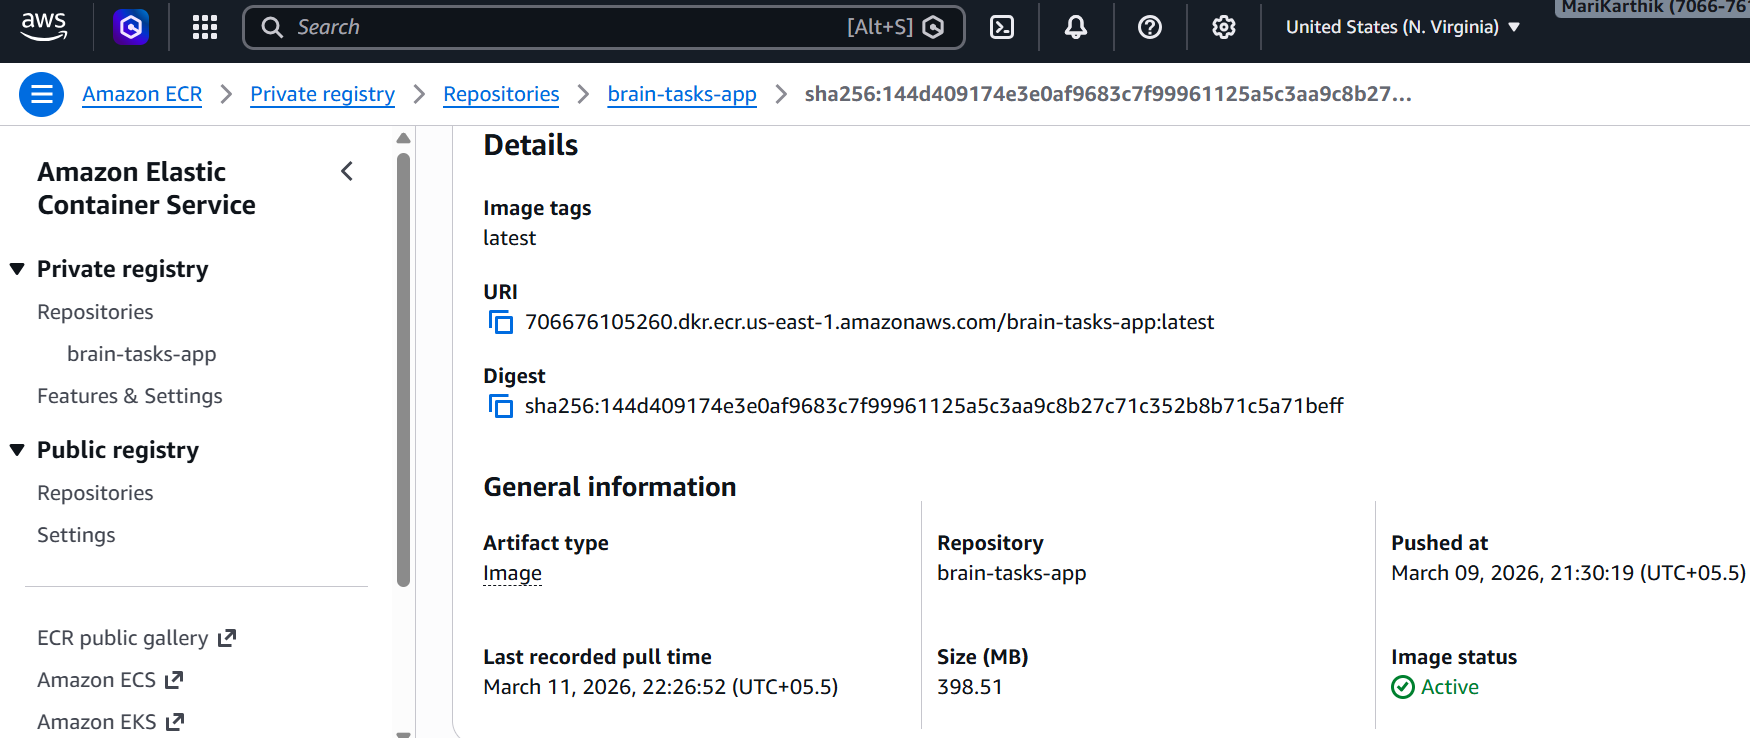 aws
Search
[Alt+S]
United States (N. Virginia)
MariKarthik (7066-761
Amazon ECR
Private registry
Repositories
brain-tasks-app
sha256:144d409174e3e0af9683c7f99961125a5c3aa9c8b27...
Amazon Elastic
Container Service
Private registry
Repositories
brain-tasks-app
Features & Settings
Public registry
Repositories
Settings
ECR public gallery
Amazon ECS
Amazon EKS
Details
Image tags
latest
URI
706676105260.dkr.ecr.us-east-1.amazonaws.com/brain-tasks-app:latest
Digest
sha256:144d409174e3e0af9683c7f99961125a5c3aa9c8b27c71c352b8b71c5a71beff
General information
Artifact type
Image
Repository
brain-tasks-app
Pushed at
March 09, 2026, 21:30:19 (UTC+05.5)
Last recorded pull time
March 11, 2026, 22:26:52 (UTC+05.5)
Size (MB)
398.51
Image status
Active